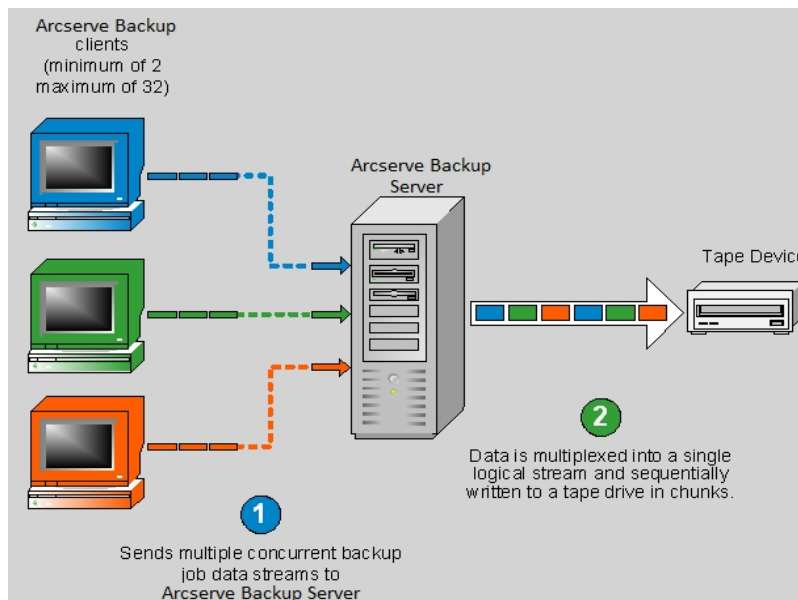 Arcserve Backup
clients
(minimum of 2
maximum of 32)
Arcserve Backup
Server
Tape Device
2
Data is multiplexed into a single
logical stream and sequentially
written to a tape drive in chunks.
1
Sends multiple concurrent backup
job data streams to
Arcserve Backup Server